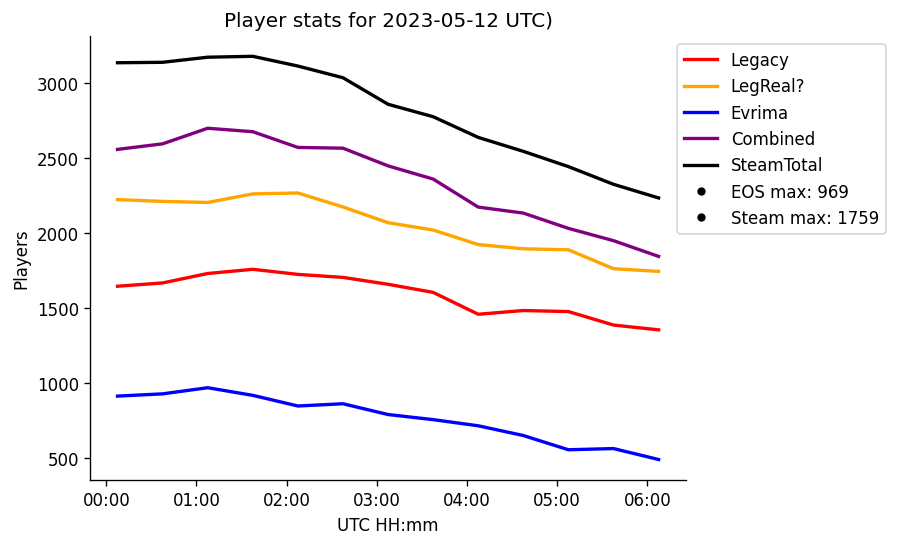 Player stats for 2023-05-12 UTC)
Legacy
LegReal?
Evrima
Combined
SteamTotal
EOS max: 969
Steam max: 1759
Players
3000
2500
2000
1500
1000
500
00:00 01:00 02:00 03:00 04:00 05:00 06:00
UTC HH:mm